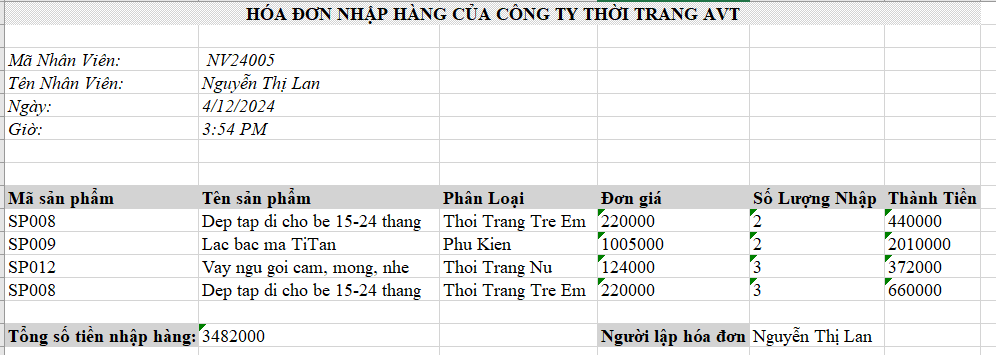 HÓA ĐƠN NHẬP HÀNG CỦA CÔNG TY THỜI TRANG AVT
Mã Nhân Viên: NV24005
Tên Nhân Viên: Nguyễn Thị Lan
Ngày: 4/12/2024
Giờ: 3:54 PM
Mã sản phẩm Tên sản phẩm Phân Loại Đơn giá Số Lượng Nhập Thành Tiền
SP008 Dep tap di cho be 15-24 thang Thoi Trang Tre Em 220000 2 440000
SP009 Lac bac ma TiTan Phu Kien 1005000 2 2010000
SP012 Vay ngu goi cam, mong, nhe Thoi Trang Nu 124000 3 372000
SP008 Dep tap di cho be 15-24 thang Thoi Trang Tre Em 220000 3 660000
Tổng số tiền nhập hàng: 3482000 Người lập hóa đơn Nguyễn Thị Lan